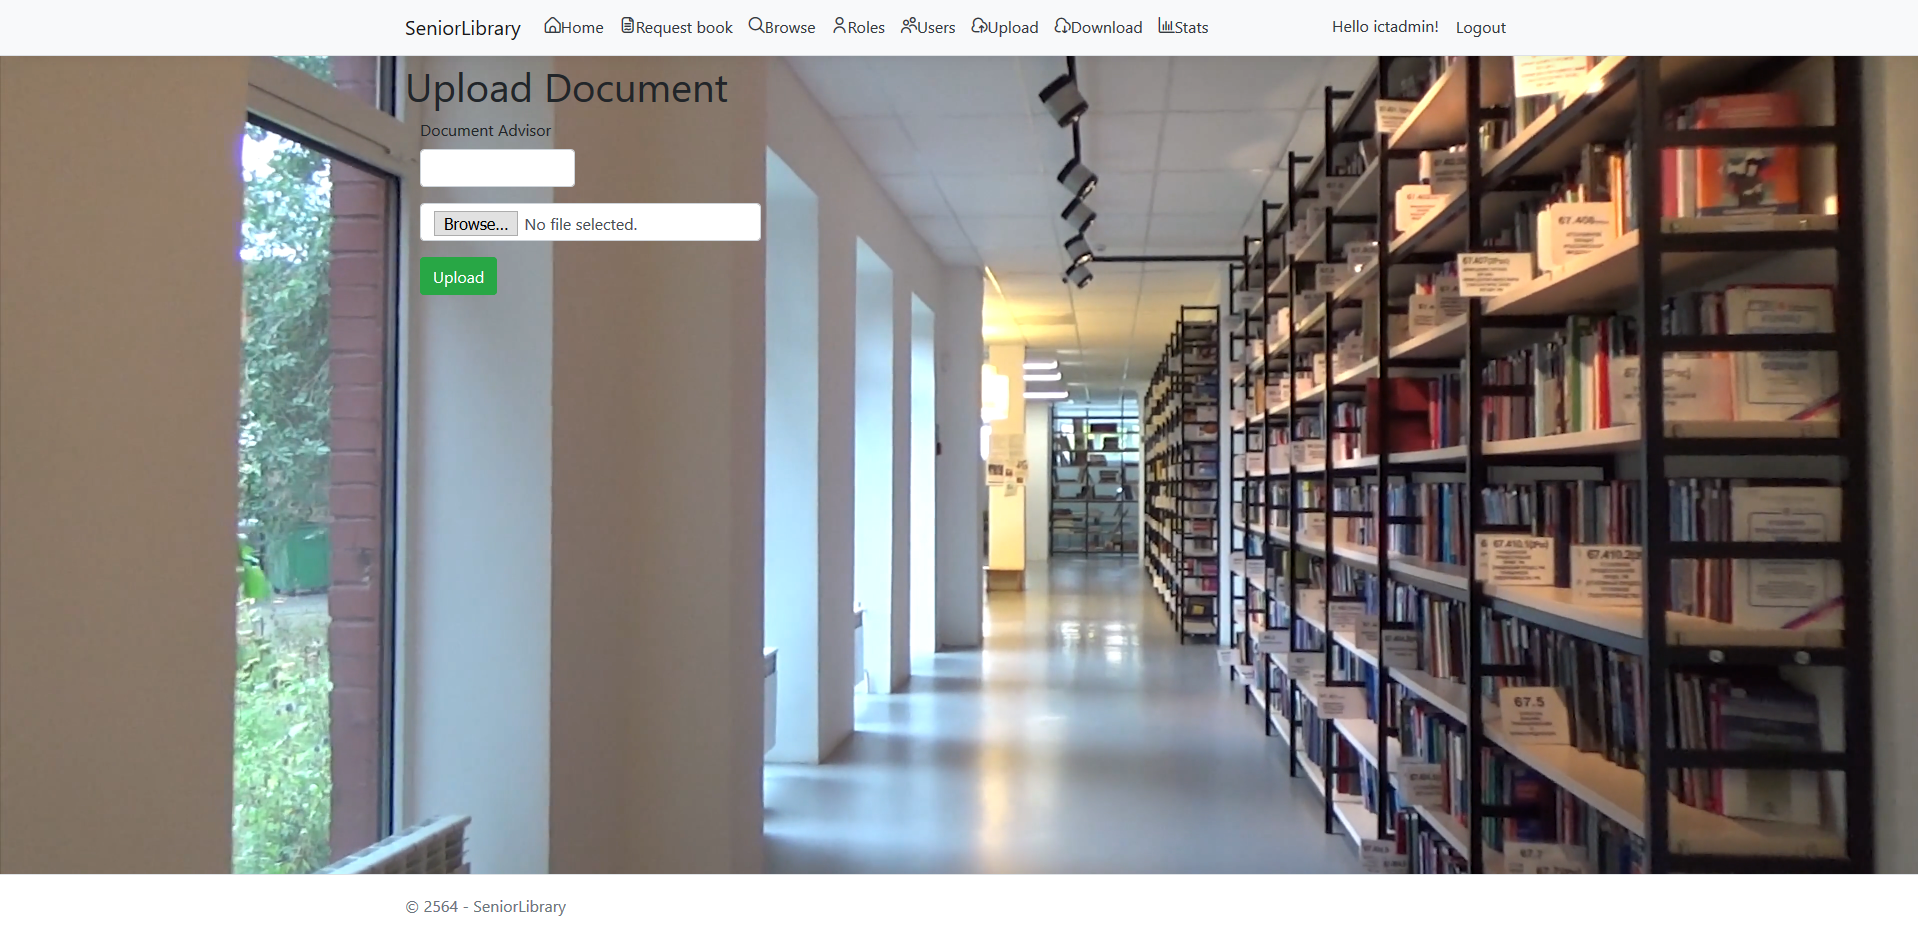 SeniorLibrary Home Request book Browse Roles Users Upload Download Stats Hello ictadmin! Logout
Upload Document
Document Advisor
Browse... No file selected.
Upload
67.5
© 2564 - SeniorLibrary